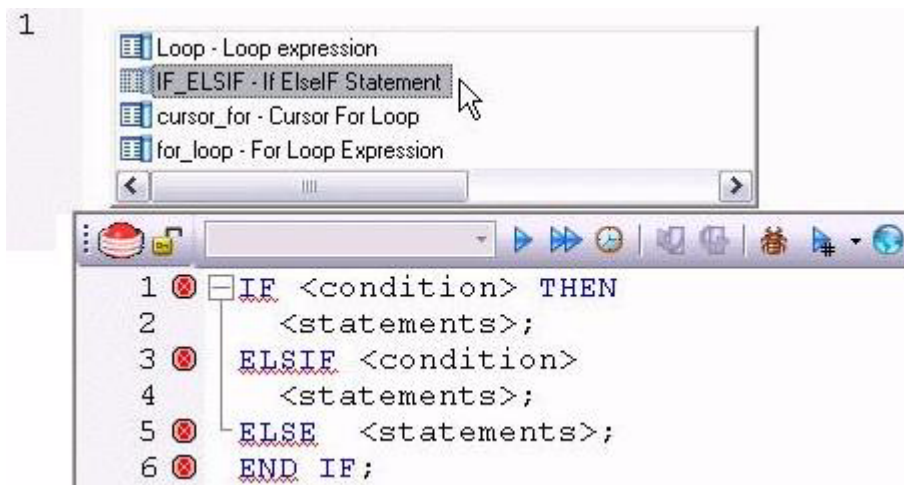 1
Loop - Loop expression
IF_ELSIF - If ElseIF Statement
cursor_for - Cursor For Loop
for_loop - For Loop Expression
1 IF <condition> THEN
2 <statements>;
3 ELSIF <condition>
4 <statements>;
5 ELSE <statements>;
6 END IF;